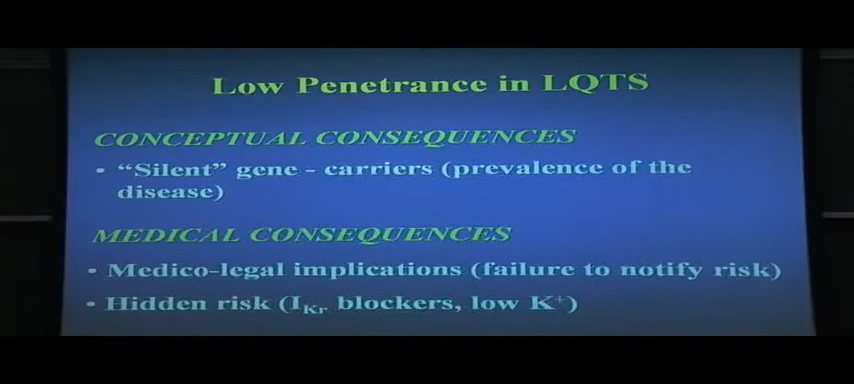 Low Penetrance in LQTS
CONCEPTUAL CONSEQUENCES
• “Silent” gene - carriers (prevalence of the
disease)
MEDICAL CONSEQUENCES
• Medico-legal implications (failure to notify risk)
• Hidden risk (IKr blockers, low K+)